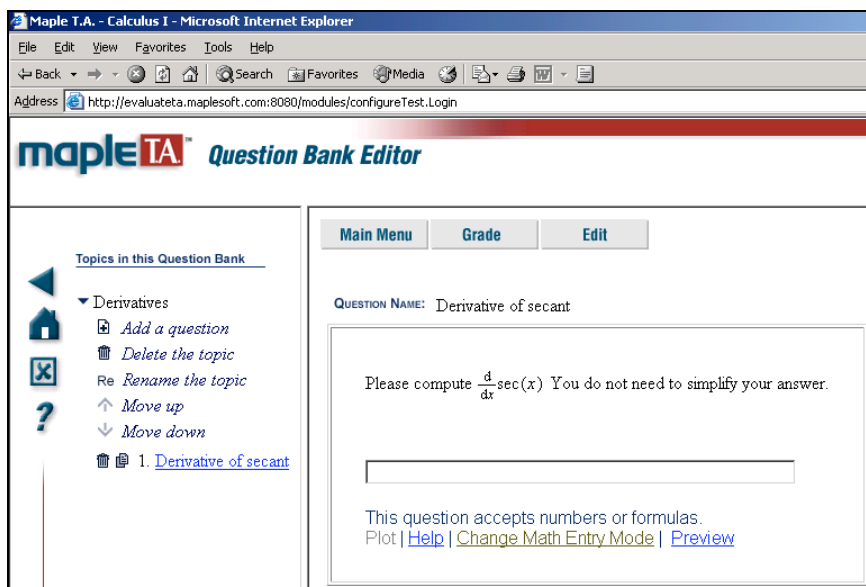 Maple T.A. - Calculus I - Microsoft Internet Explorer
File Edit View Favorites Tools Help
Back Search Favorites Media
Address http://evaluateta.maplesoft.com:8080/modules/configureTest.Login
maple T.A.™ Question Bank Editor
Main Menu Grade Edit
Topics in this Question Bank
Derivatives
Add a question
Delete the topic
Re Rename the topic
Move up
Move down
1. Derivative of secant
QUESTION NAME: Derivative of secant
Please compute d/dx sec(x) You do not need to simplify your answer.
This question accepts numbers or formulas.
Plot | Help | Change Math Entry Mode | Preview